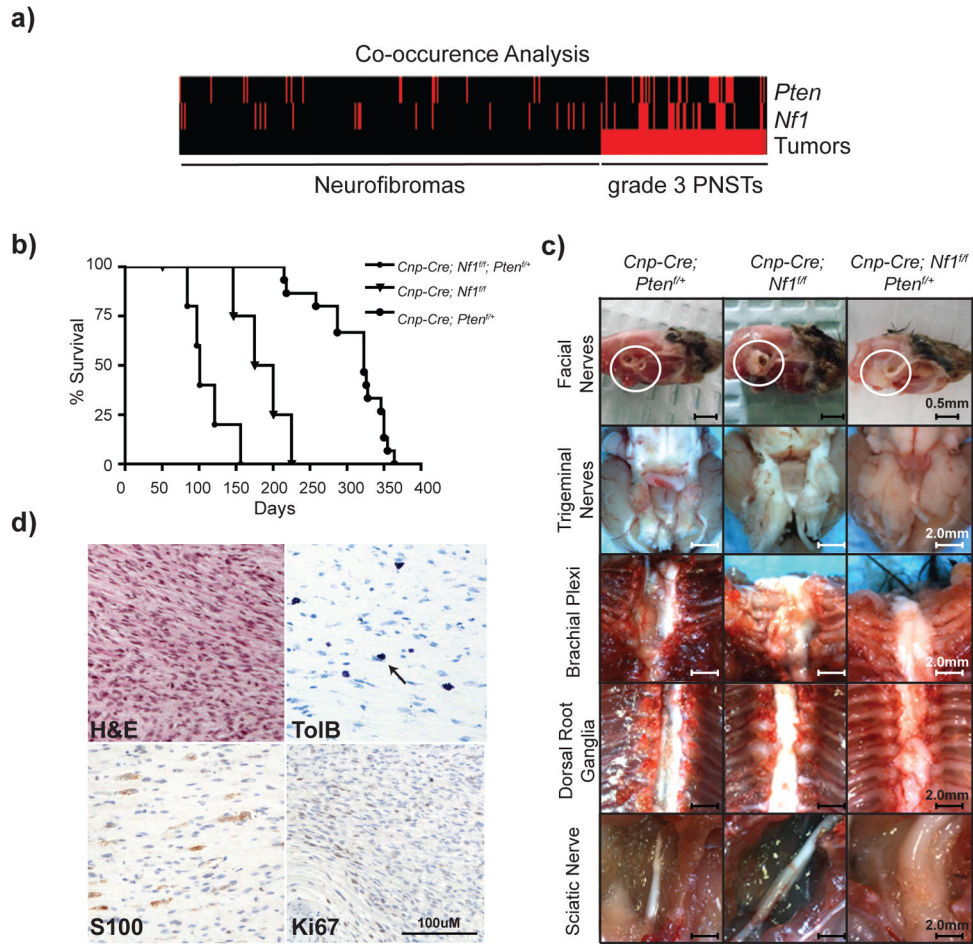 a)
Co-occurence Analysis
Pten
Nf1
Tumors
Neurofibromas
grade 3 PNSTs
b)
100
75
50
25
0
% Survival
0 50 100 150 200 250 300 350 400
Days
Cnp-Cre; Nf1f/f; Ptenf/+
Cnp-Cre; Nf1f/f
Cnp-Cre; Ptenf/+
c)
Cnp-Cre;
Ptenf/+
Cnp-Cre;
Nf1f/f
Cnp-Cre; Nf1f/f
Ptenf/+
Facial
Nerves
0.5mm
Trigeminal
Nerves
2.0mm
Brachial Plexi
2.0mm
Dorsal Root
Ganglia
2.0mm
Sciatic Nerve
2.0mm
d)
H&E
TolB
S100
Ki67
100uM